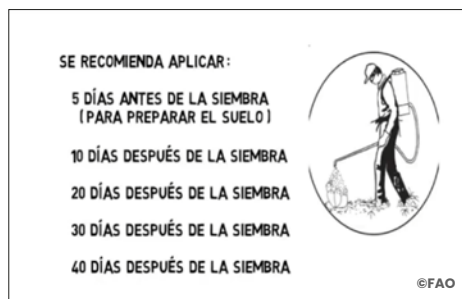 SE RECOMIENDA APLICAR:
5 DÍAS ANTES DE LA SIEMBRA
(PARA PREPARAR EL SUELO)
10 DÍAS DESPUÉS DE LA SIEMBRA
20 DÍAS DESPUÉS DE LA SIEMBRA
30 DÍAS DESPUÉS DE LA SIEMBRA
40 DÍAS DESPUÉS DE LA SIEMBRA
©FAO